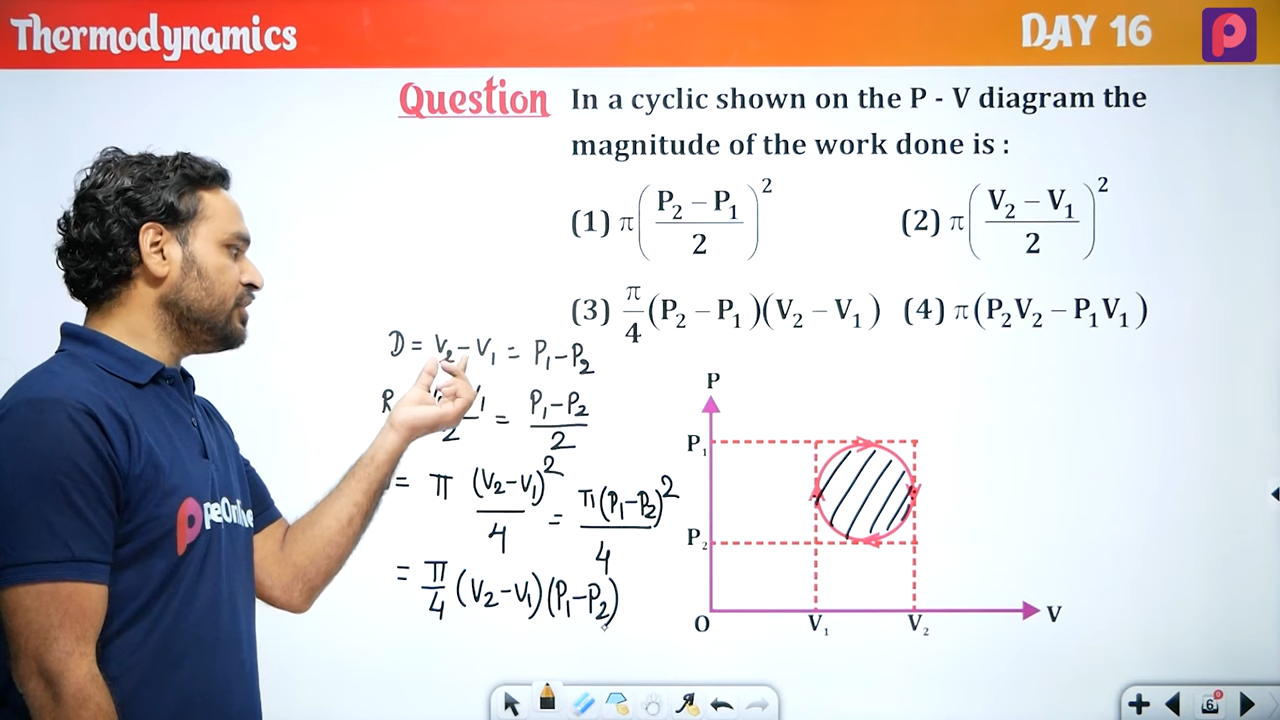 Thermodynamics
DAY 16
Question In a cyclic shown on the P - V diagram the
magnitude of the work done is :
(1) π((P₂ – P₁)/2)² (2) π((V₂ – V₁)/2)²
(3) π/4 (P₂ – P₁)(V₂ – V₁) (4) π(P₂V₂ – P₁V₁)
D = V₂ – V₁ = P₁ – P₂
R = (P₁ – P₂)/2
= π (V₂ – V₁)²/4 = π(P₁ – P₂)²/4
= π/4 (V₂ – V₁)(P₁ – P₂)
P
P₁
P₂
O V₁ V₂ V